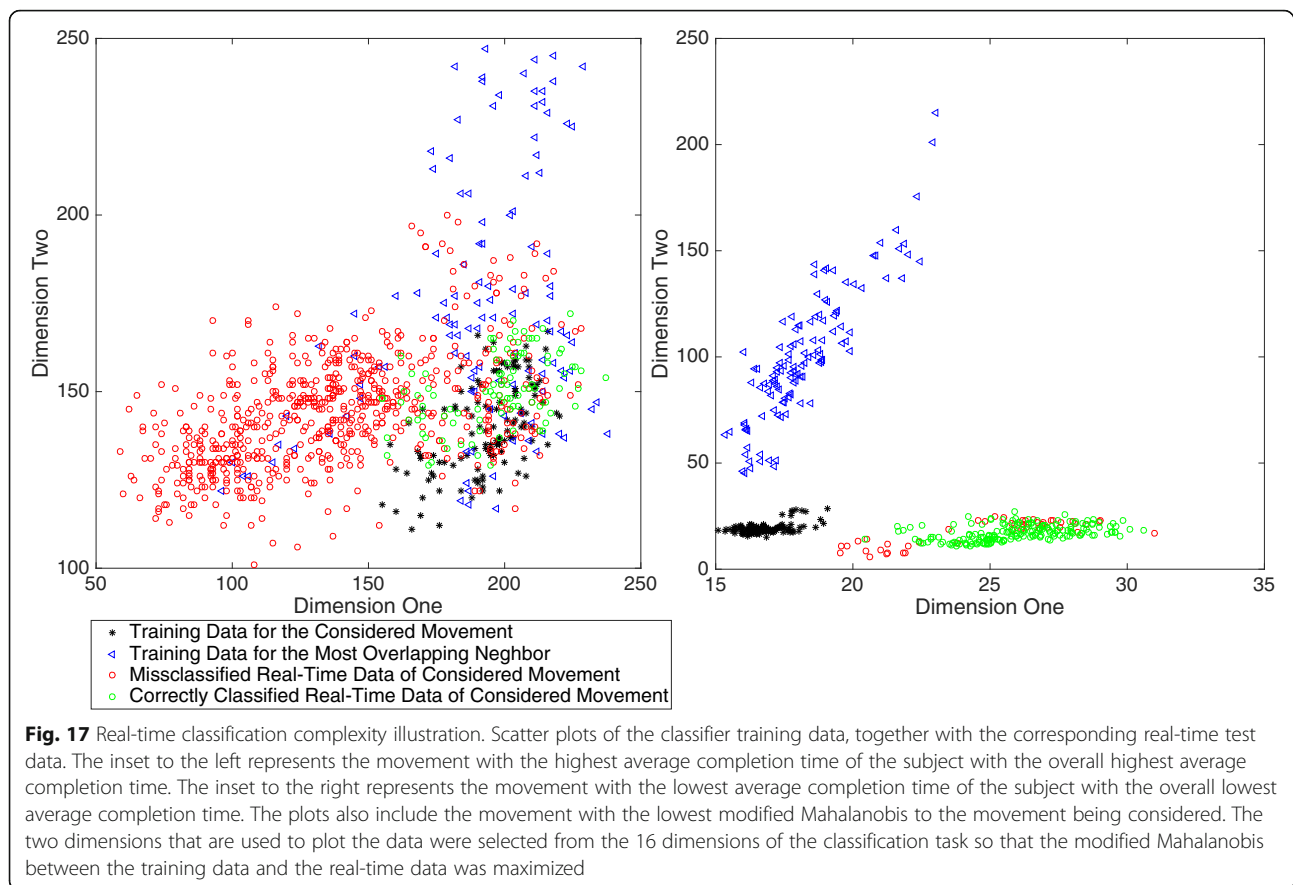 250
200
150
100
50
100
150
200
250
Dimension Two
Dimension One
250
200
150
100
50
0
15
20
25
30
35
Dimension Two
Dimension One
Training Data for the Considered Movement
Training Data for the Most Overlapping Neghbor
Missclassified Real-Time Data of Considered Movement
Correctly Classified Real-Time Data of Considered Movement
Fig. 17 Real-time classification complexity illustration. Scatter plots of the classifier training data, together with the corresponding real-time test
data. The inset to the left represents the movement with the highest average completion time of the subject with the overall highest average
completion time. The inset to the right represents the movement with the lowest average completion time of the subject with the overall lowest
average completion time. The plots also include the movement with the lowest modified Mahalanobis to the movement being considered. The
two dimensions that are used to plot the data were selected from the 16 dimensions of the classification task so that the modified Mahalanobis
between the training data and the real-time data was maximized